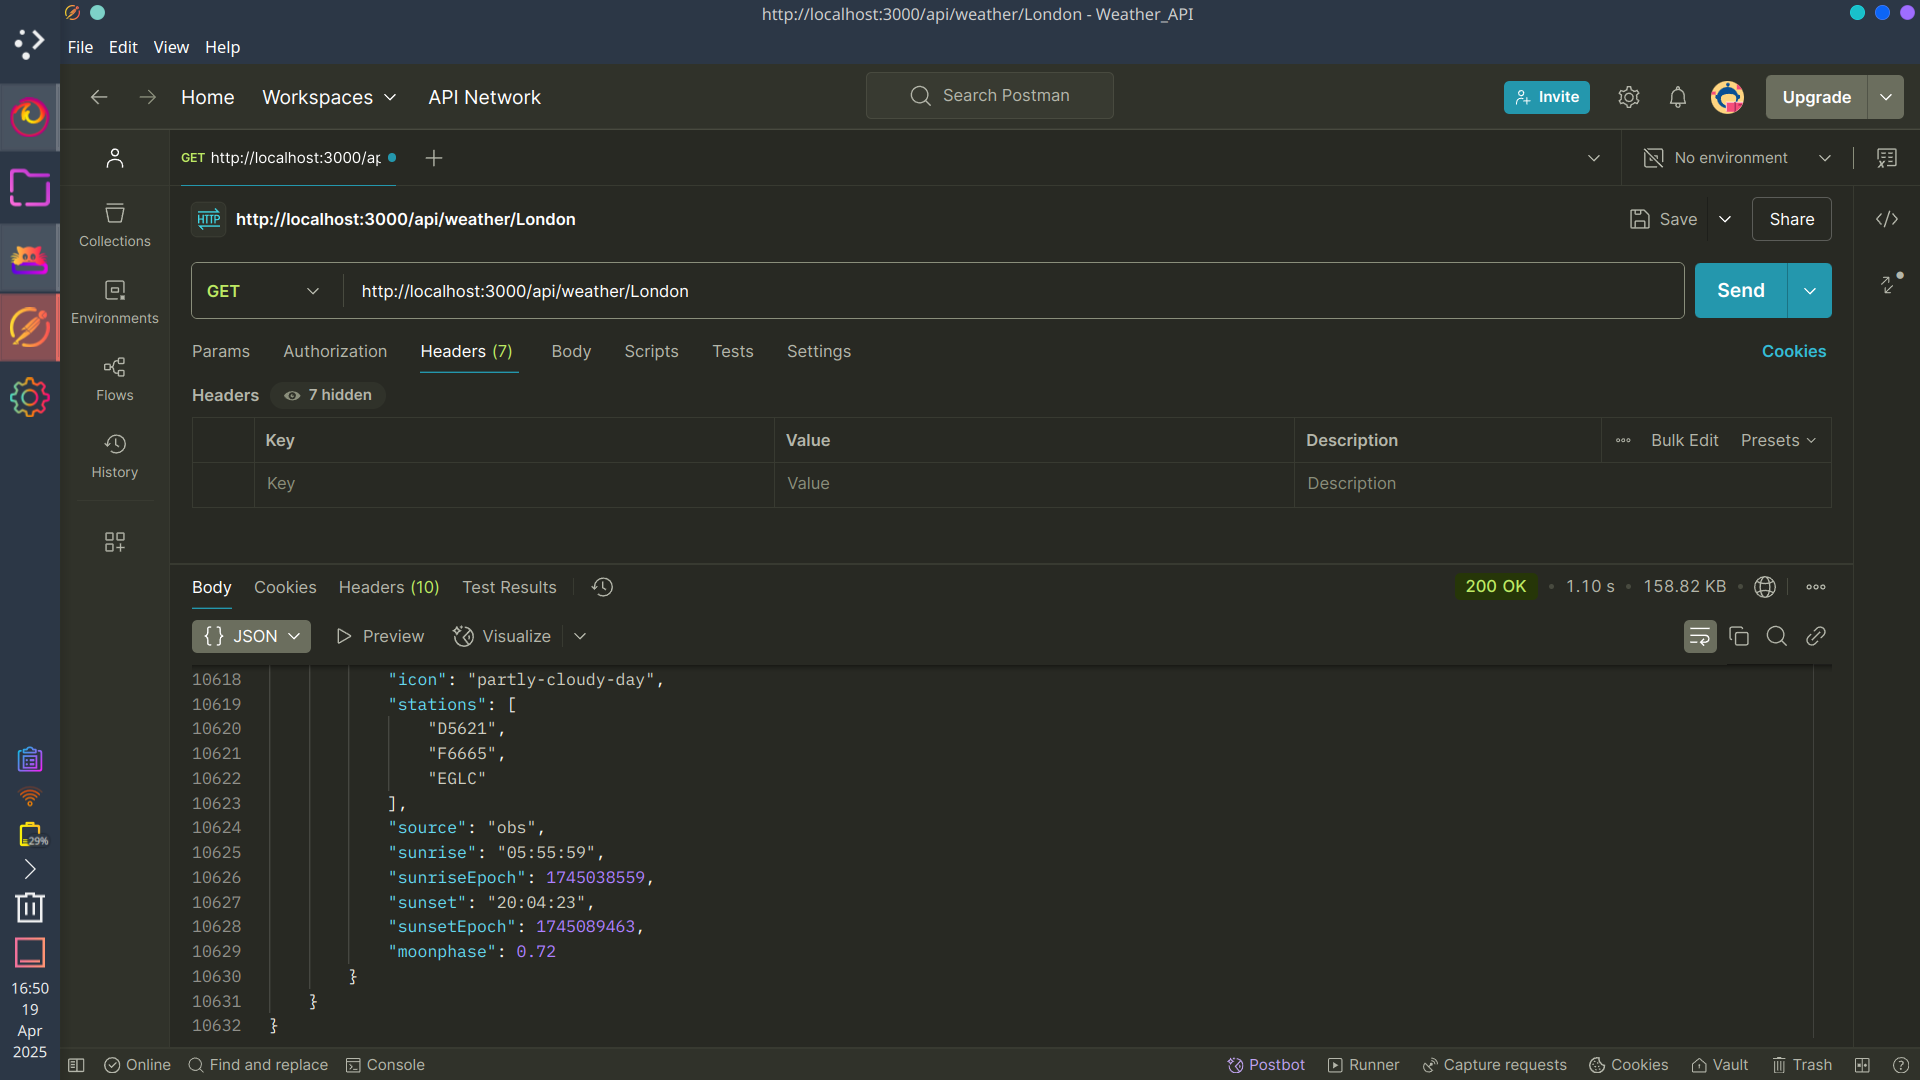 http://localhost:3000/api/weather/London - Weather_API
File Edit View Help
Home Workspaces API Network Search Postman Invite Upgrade
GET http://localhost:3000/ap No environment
HTTP http://localhost:3000/api/weather/London Save Share
Collections
GET http://localhost:3000/api/weather/London Send
Environments
Params Authorization Headers (7) Body Scripts Tests Settings Cookies
Flows
Headers 7 hidden
Key Value Description Bulk Edit Presets
History
Key Value Description
Body Cookies Headers (10) Test Results 200 OK • 1.10 s • 158.82 KB
{} JSON Preview Visualize
10618 "icon": "partly-cloudy-day",
10619 "stations": [
10620 "D5621",
10621 "F6665",
10622 "EGLC"
10623 ],
10624 "source": "obs",
10625 "sunrise": "05:55:59",
10626 "sunriseEpoch": 1745038559,
10627 "sunset": "20:04:23",
10628 "sunsetEpoch": 1745089463,
10629 "moonphase": 0.72
10630 }
10631 }
10632 }
29%
16:50
19
Apr
2025
Online Find and replace Console Postbot Runner Capture requests Cookies Vault Trash